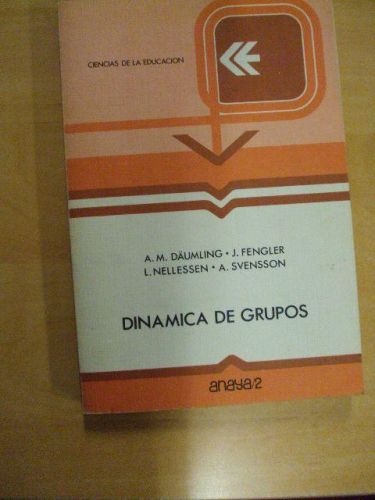 CIENCIAS DE LA EDUCACION
A. M. DÄUMLING • J. FENGLER
L. NELLESSEN • A. SVENSSON
DINAMICA DE GRUPOS
anaya/2